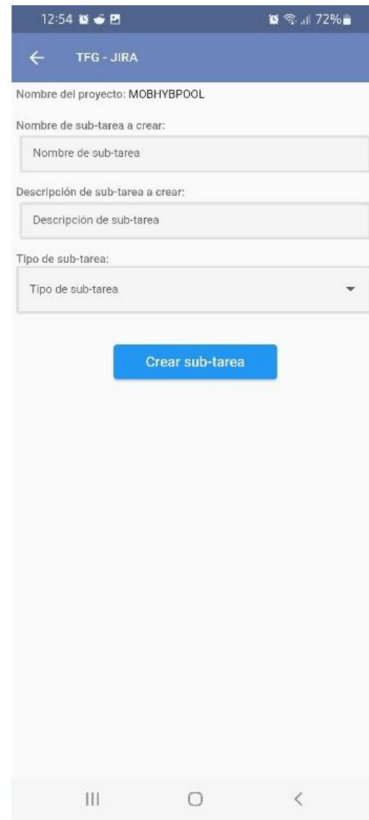 12:54 72%
TFG - JIRA
Nombre del proyecto: MOBHYBPOOL
Nombre de sub-tarea a crear:
Nombre de sub-tarea
Descripción de sub-tarea a crear:
Descripción de sub-tarea
Tipo de sub-tarea:
Tipo de sub-tarea
Crear sub-tarea